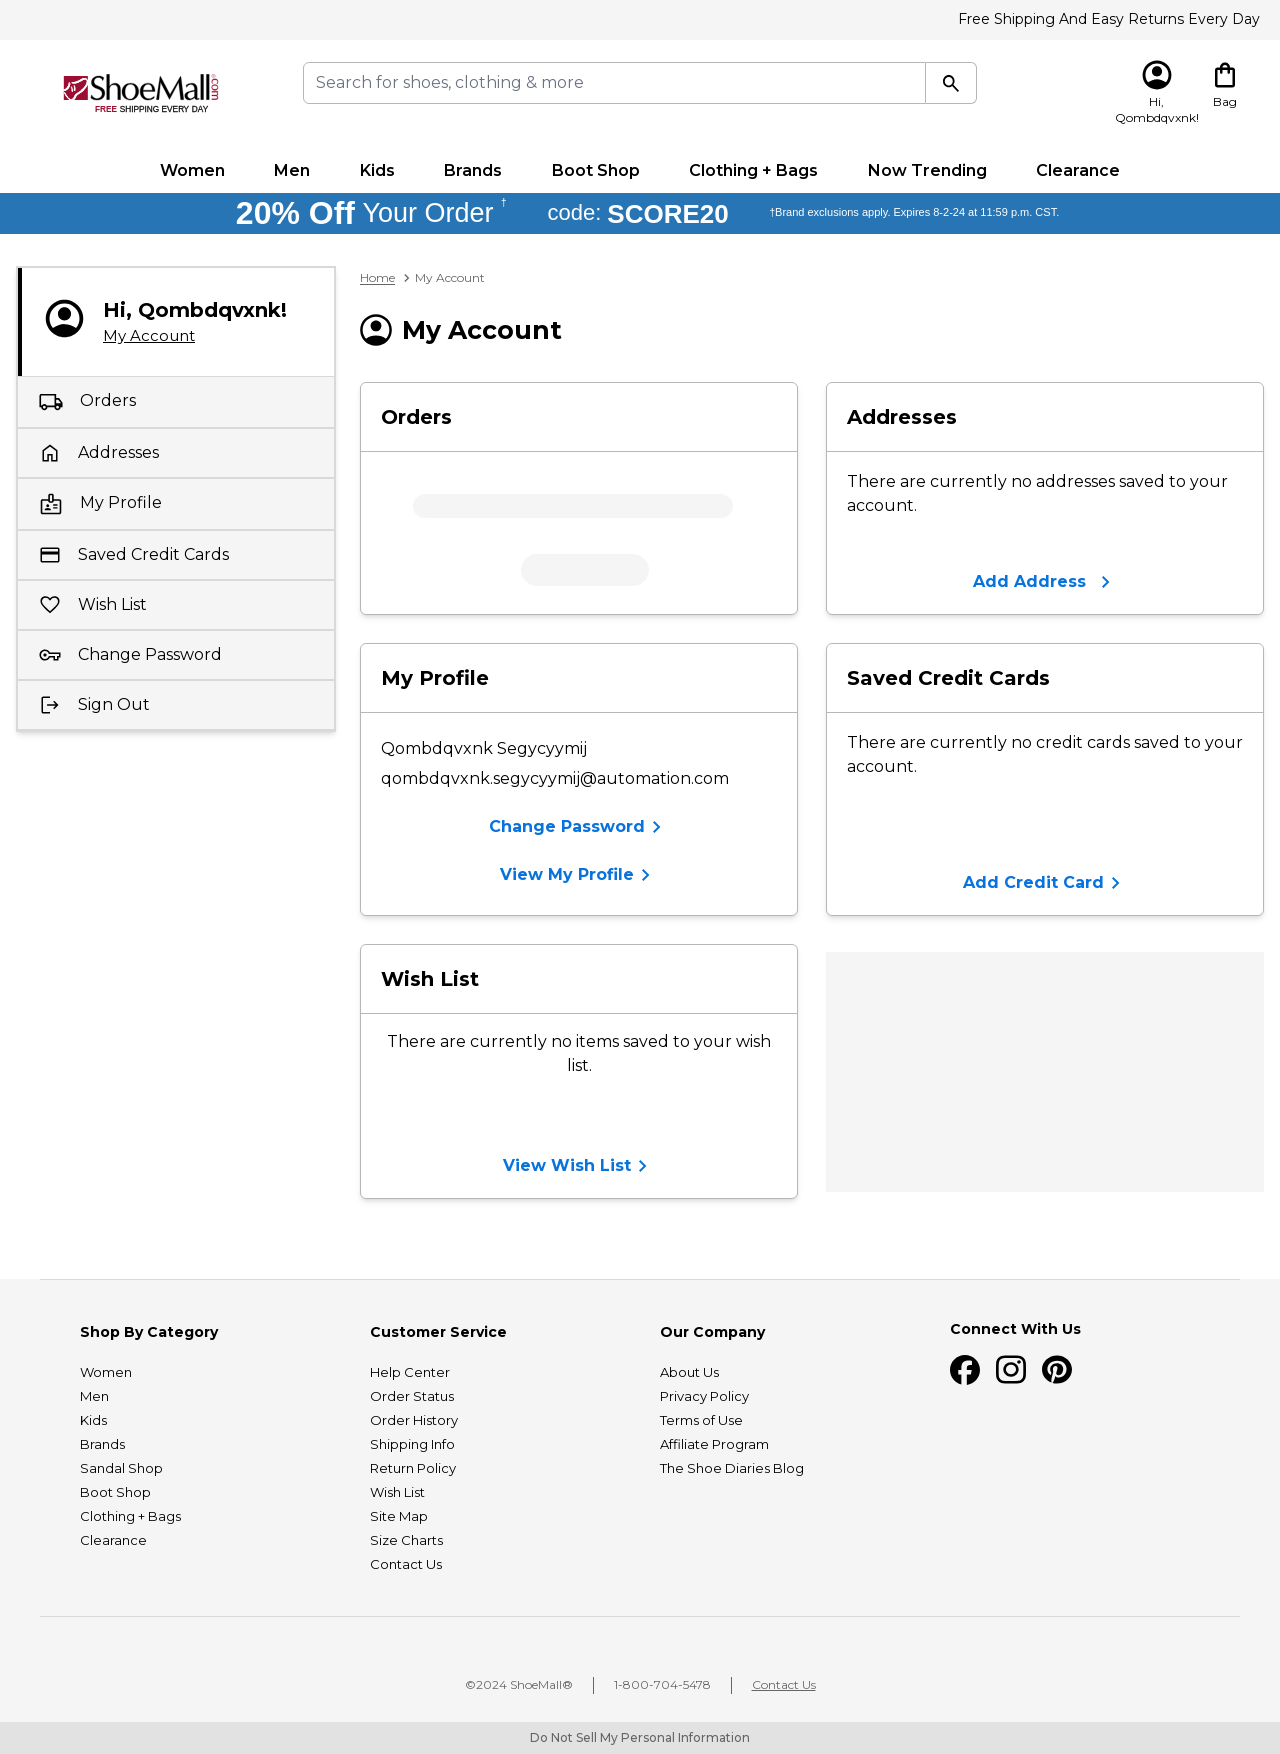 Free Shipping And Easy Returns Every Day
ShoeMall.com
FREE SHIPPING EVERY DAY
Search for shoes, clothing & more
Hi,
Qombdqvxnk!
Bag
Women Men Kids Brands Boot Shop Clothing + Bags Now Trending Clearance
20% Off Your Order † code: SCORE20 †Brand exclusions apply. Expires 8-2-24 at 11:59 p.m. CST.
Hi, Qombdqvxnk!
My Account
Orders
Addresses
My Profile
Saved Credit Cards
Wish List
Change Password
Sign Out
Home > My Account
My Account
Orders
Addresses
There are currently no addresses saved to your
account.
Add Address
My Profile
Qombdqvxnk Segycyymij
qombdqvxnk.segycyymij@automation.com
Change Password
View My Profile
Saved Credit Cards
There are currently no credit cards saved to your
account.
Add Credit Card
Wish List
There are currently no items saved to your wish
list.
View Wish List
Shop By Category
Women
Men
Kids
Brands
Sandal Shop
Boot Shop
Clothing + Bags
Clearance
Customer Service
Help Center
Order Status
Order History
Shipping Info
Return Policy
Wish List
Site Map
Size Charts
Contact Us
Our Company
About Us
Privacy Policy
Terms of Use
Affiliate Program
The Shoe Diaries Blog
Connect With Us
©2024 ShoeMall® 1-800-704-5478 Contact Us
Do Not Sell My Personal Information